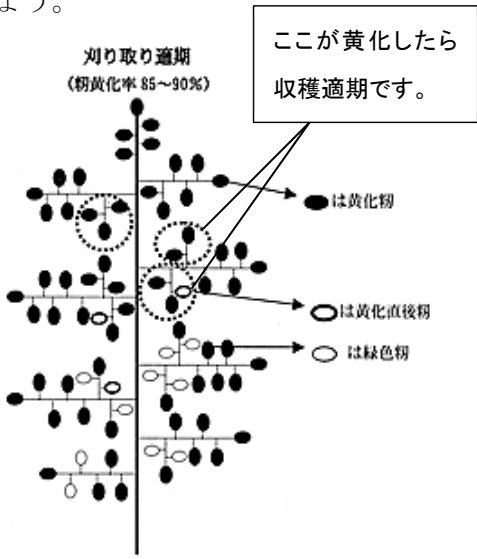 よう。
刈り取り適期
(籾黄化率 85~90%)
ここが黄化したら
収穫適期です。
は黄化籾
は黄化直後籾
は緑色籾